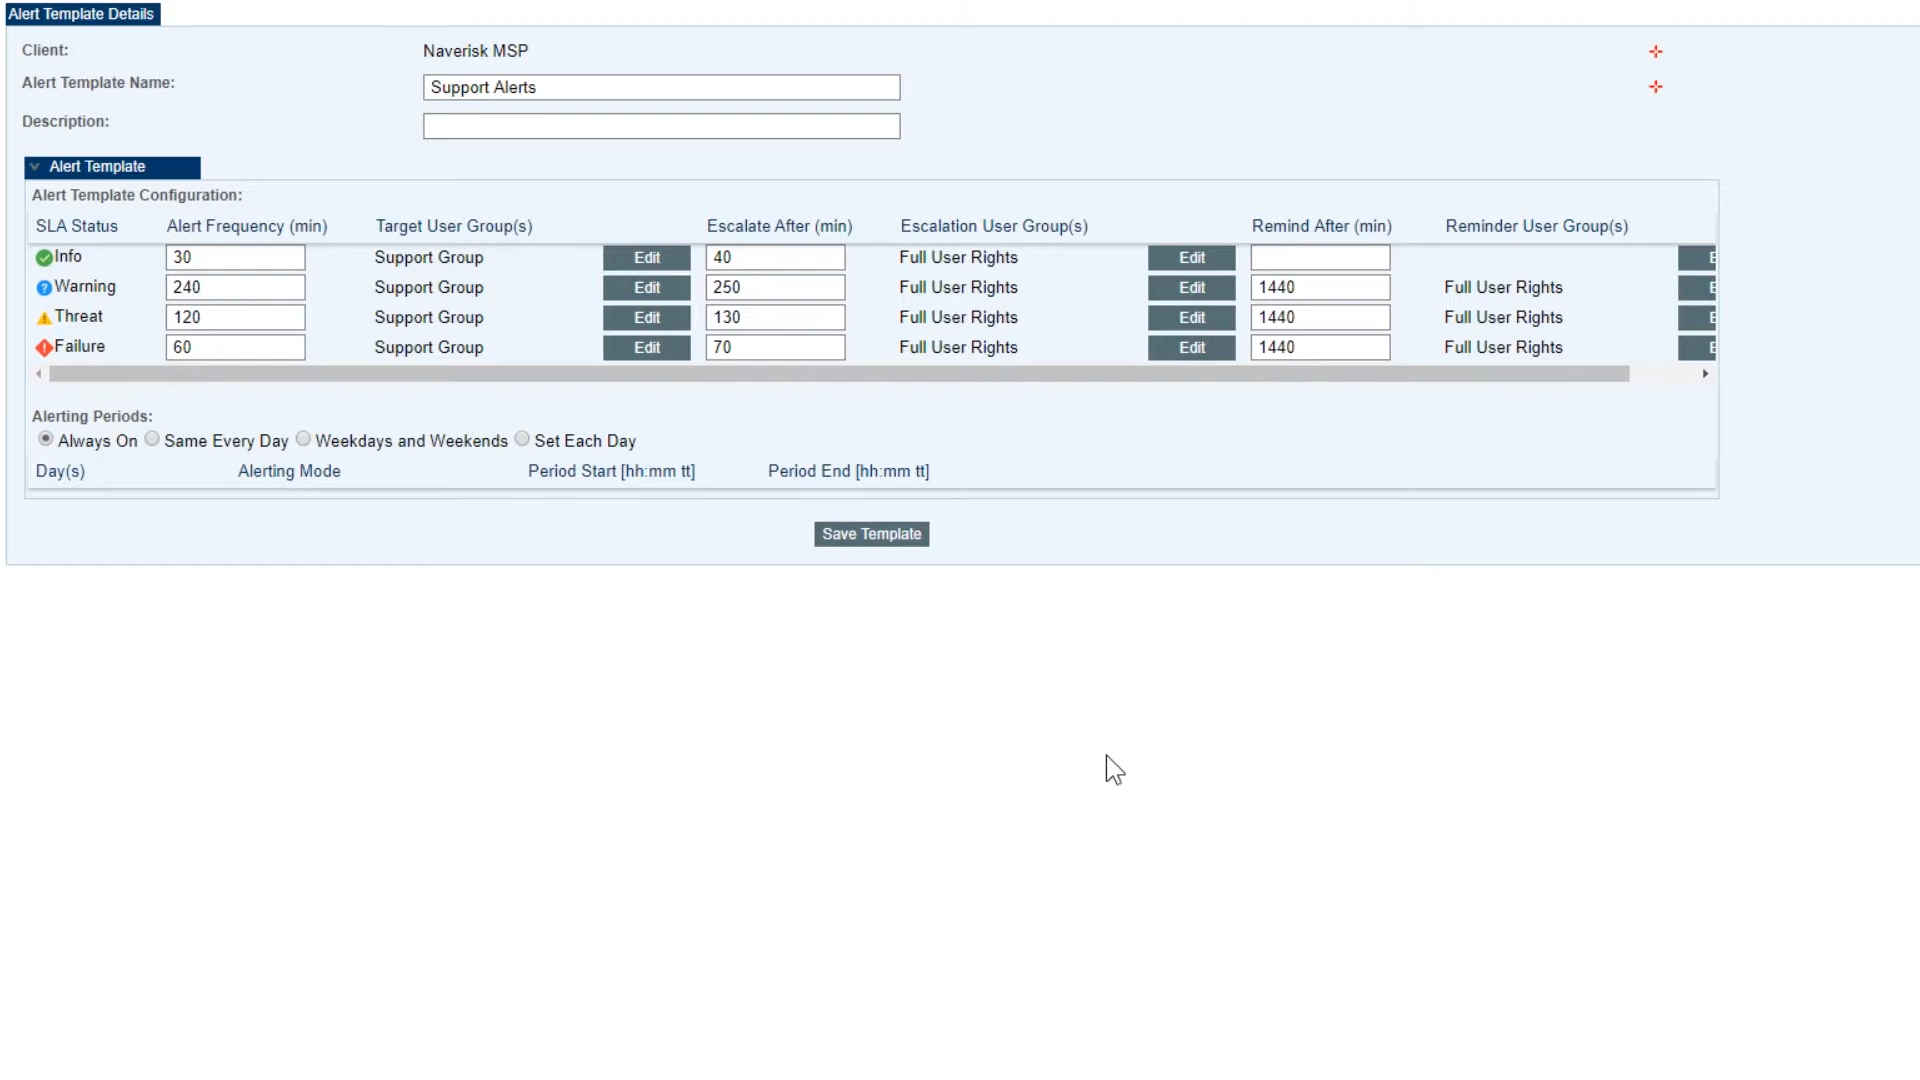 Alert Template Details
Client: Naverisk MSP
Alert Template Name: Support Alerts
Description:
Alert Template
Alert Template Configuration:
SLA Status Alert Frequency (min) Target User Group(s) Escalate After (min) Escalation User Group(s) Remind After (min) Reminder User Group(s)
Info 30 Support Group Edit 40 Full User Rights Edit E
Warning 240 Support Group Edit 250 Full User Rights Edit 1440 Full User Rights E
Threat 120 Support Group Edit 130 Full User Rights Edit 1440 Full User Rights E
Failure 60 Support Group Edit 70 Full User Rights Edit 1440 Full User Rights E
Alerting Periods:
Always On Same Every Day Weekdays and Weekends Set Each Day
Day(s) Alerting Mode Period Start [hh:mm tt] Period End [hh:mm tt]
Save Template